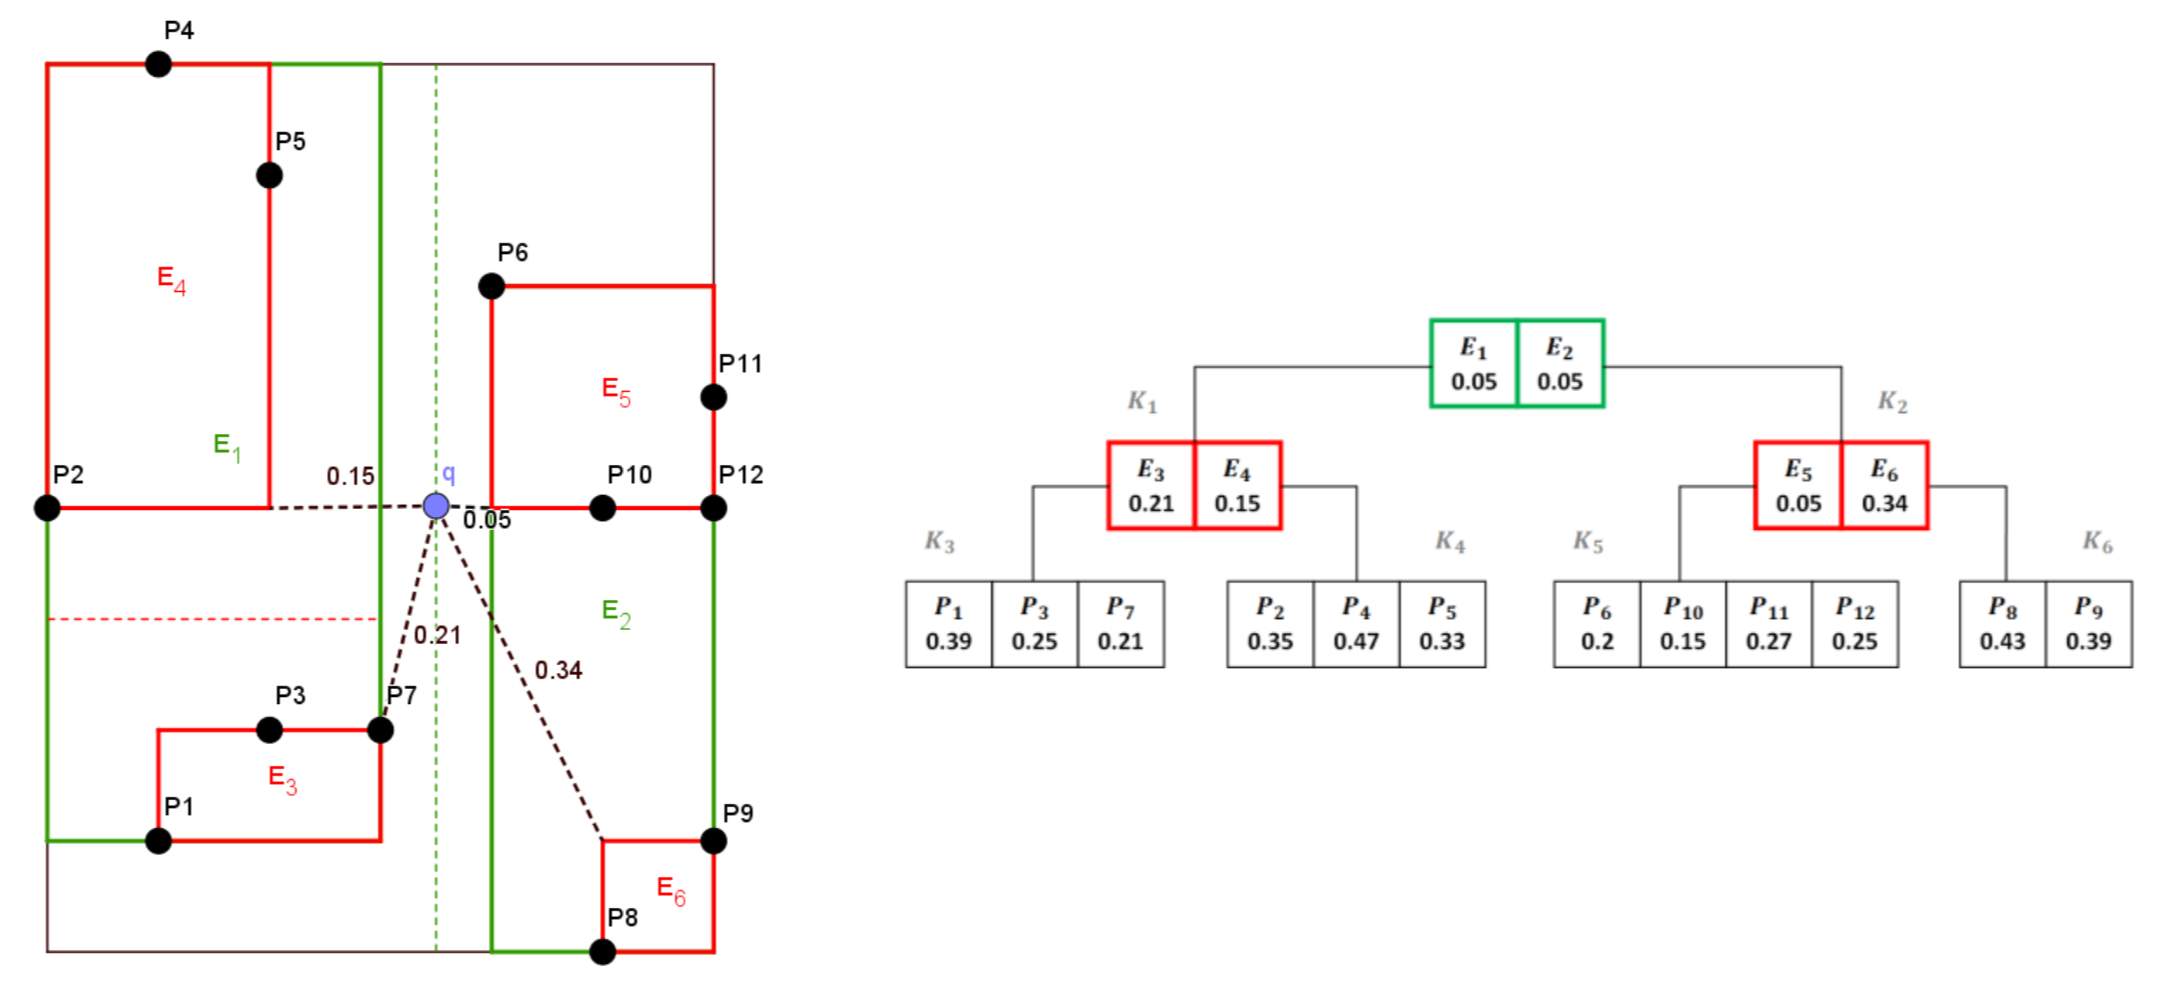 P4
P5
E4
P6
E5
P11
E1
P2
0.15
q
P10
P12
0.05
E2
0.21
0.34
P3
P7
E3
P1
P9
E6
P8
E1 E2
0.05 0.05
K1 K2
E3 E4 E5 E6
0.21 0.15 0.05 0.34
K3 K4 K5 K6
P1 P3 P7 P2 P4 P5 P6 P10 P11 P12 P8 P9
0.39 0.25 0.21 0.35 0.47 0.33 0.2 0.15 0.27 0.25 0.43 0.39